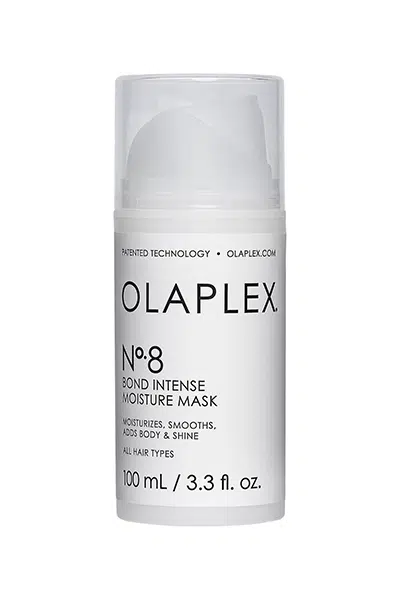 PATENTED TECHNOLOGY • OLAPLEX.COM
OLAPLEX.
Nº.8
BOND INTENSE
MOISTURE MASK
MOISTURIZES, SMOOTHS,
ADDS BODY & SHINE
ALL HAIR TYPES
100 mL / 3.3 fl. oz.